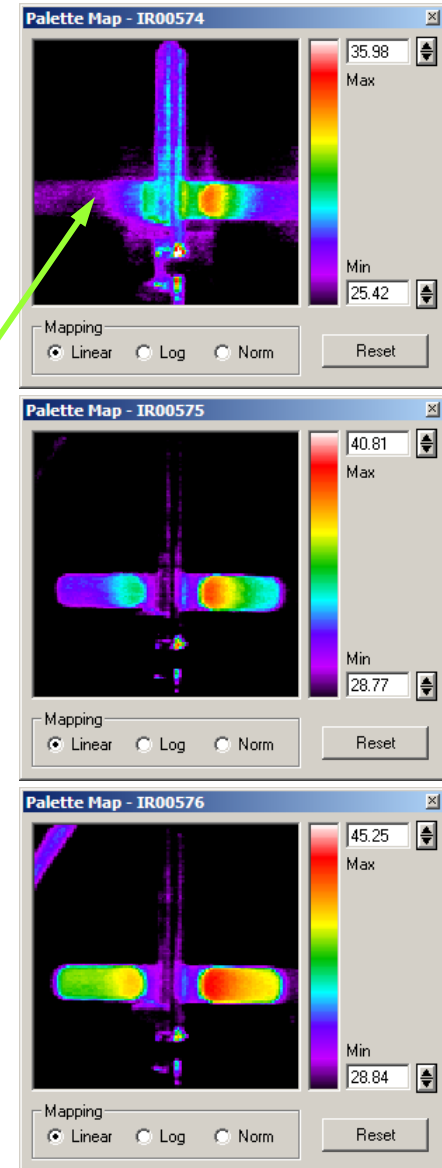 Palette Map - IR00574
35.98
Max
Min
25.42
Mapping
Linear Log Norm
Reset
Palette Map - IR00575
40.81
Max
Min
28.77
Mapping
Linear Log Norm
Reset
Palette Map - IR00576
45.25
Max
Min
28.84
Mapping
Linear Log Norm
Reset